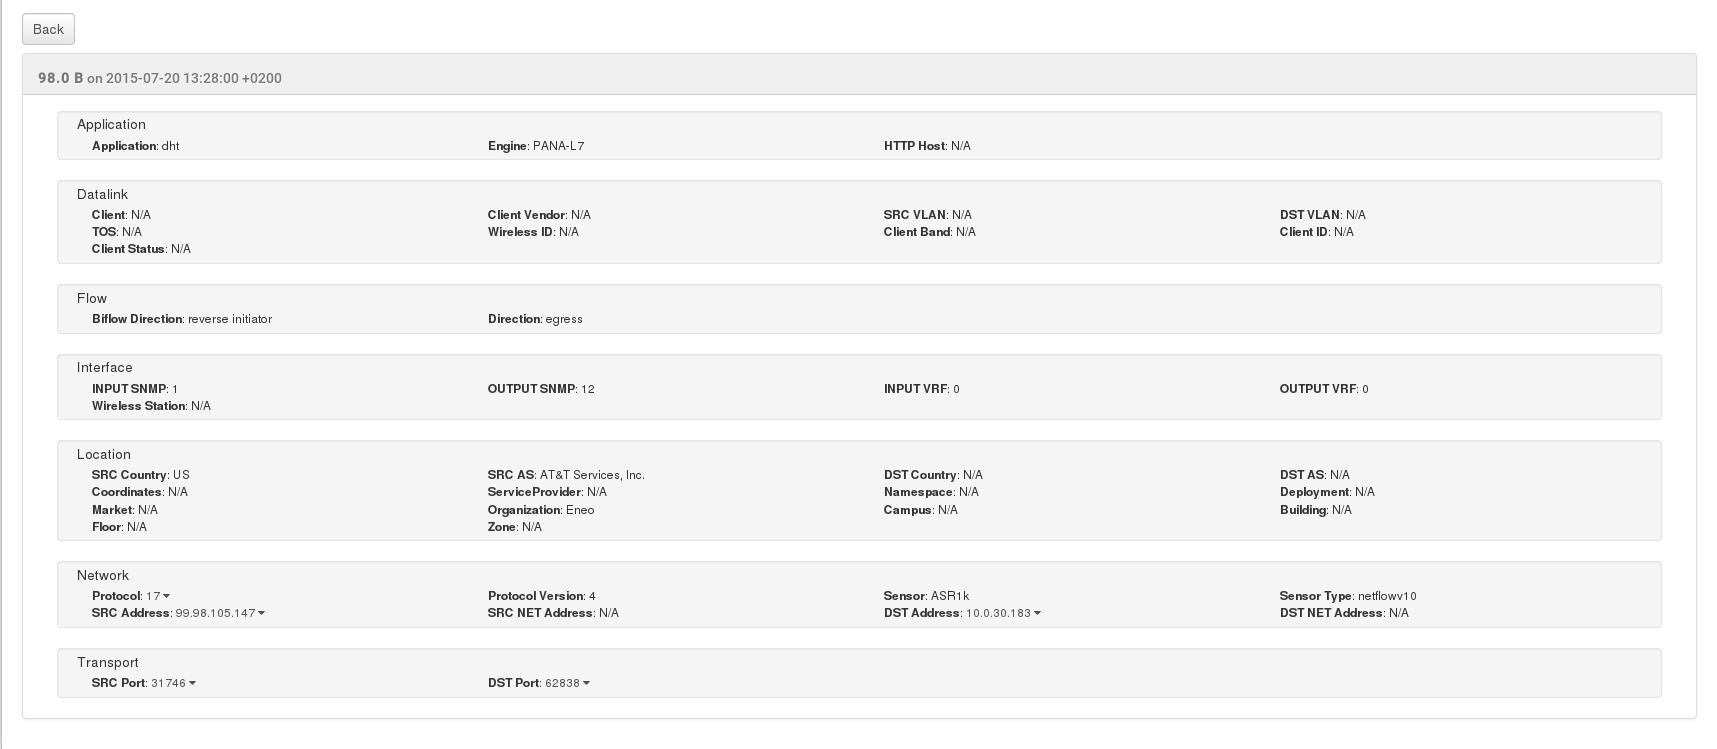 Back
98.0 B on 2015-07-20 13:28:00 +0200
Application
Application: dht Engine: PANA-L7 HTTP Host: N/A
Datalink
Client: N/A Client Vendor: N/A SRC VLAN: N/A DST VLAN: N/A
TOS: N/A Wireless ID: N/A Client Band: N/A Client ID: N/A
Client Status: N/A
Flow
Biflow Direction: reverse initiator Direction: egress
Interface
INPUT SNMP: 1 OUTPUT SNMP: 12 INPUT VRF: 0 OUTPUT VRF: 0
Wireless Station: N/A
Location
SRC Country: US SRC AS: AT&T Services, Inc. DST Country: N/A DST AS: N/A
Coordinates: N/A ServiceProvider: N/A Namespace: N/A Deployment: N/A
Market: N/A Organization: Eneo Campus: N/A Building: N/A
Floor: N/A Zone: N/A
Network
Protocol: 17 Protocol Version: 4 Sensor: ASR1k Sensor Type: netflowv10
SRC Address: 99.98.105.147 SRC NET Address: N/A DST Address: 10.0.30.183 DST NET Address: N/A
Transport
SRC Port: 31746 DST Port: 62838